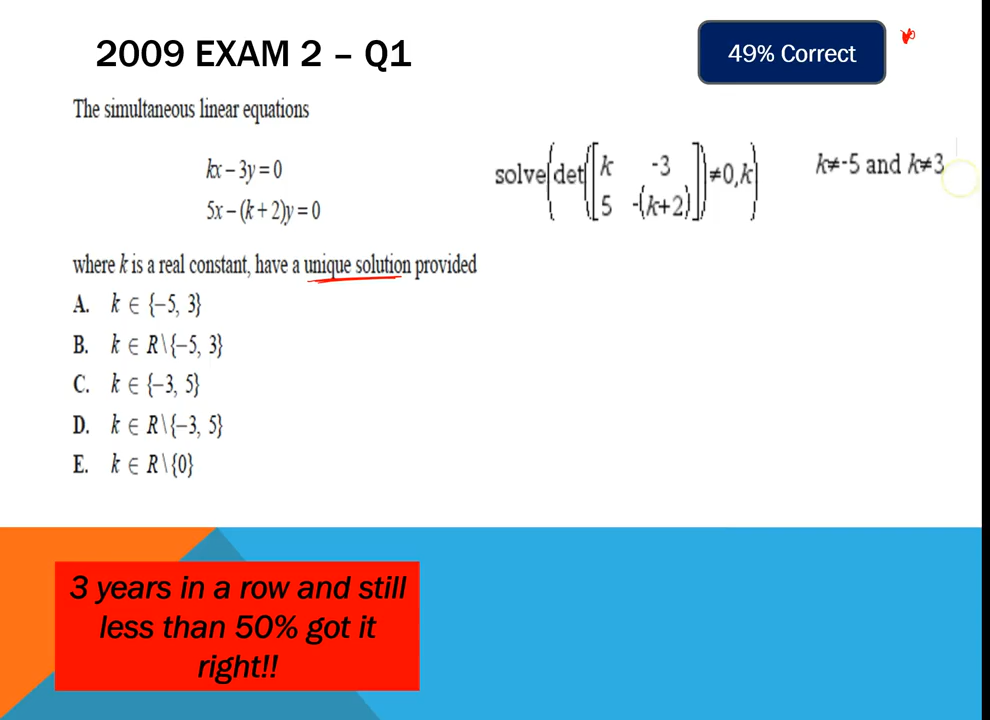 2009 EXAM 2 – Q1
49% Correct
The simultaneous linear equations
kx – 3y = 0
5x – (k + 2)y = 0
solve(det([k -3
5 -(k+2)])≠0,k)
k≠-5 and k≠3
where k is a real constant, have a unique solution provided
A. k ∈ {–5, 3}
B. k ∈ R \ {–5, 3}
C. k ∈ {–3, 5}
D. k ∈ R \ {–3, 5}
E. k ∈ R \ {0}
3 years in a row and still
less than 50% got it
right!!